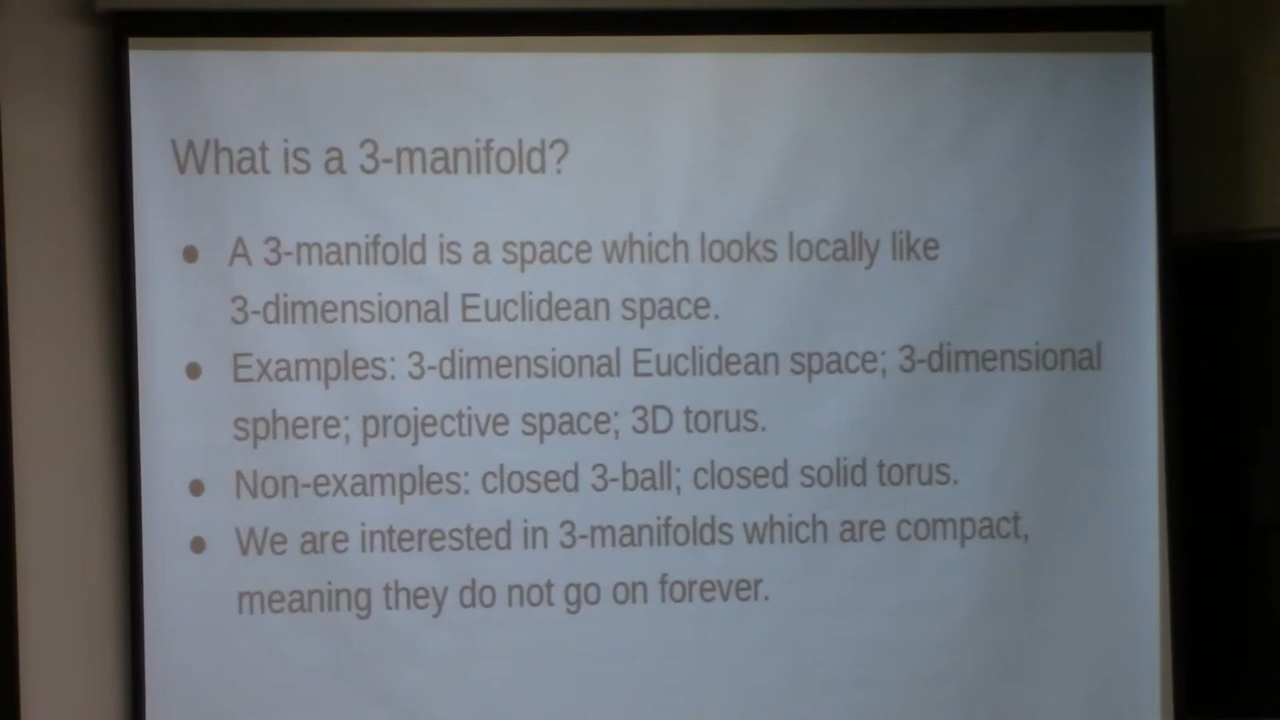 What is a 3-manifold?
● A 3-manifold is a space which looks locally like
3-dimensional Euclidean space.
● Examples: 3-dimensional Euclidean space; 3-dimensional
sphere; projective space; 3D torus.
● Non-examples: closed 3-ball; closed solid torus.
● We are interested in 3-manifolds which are compact,
meaning they do not go on forever.